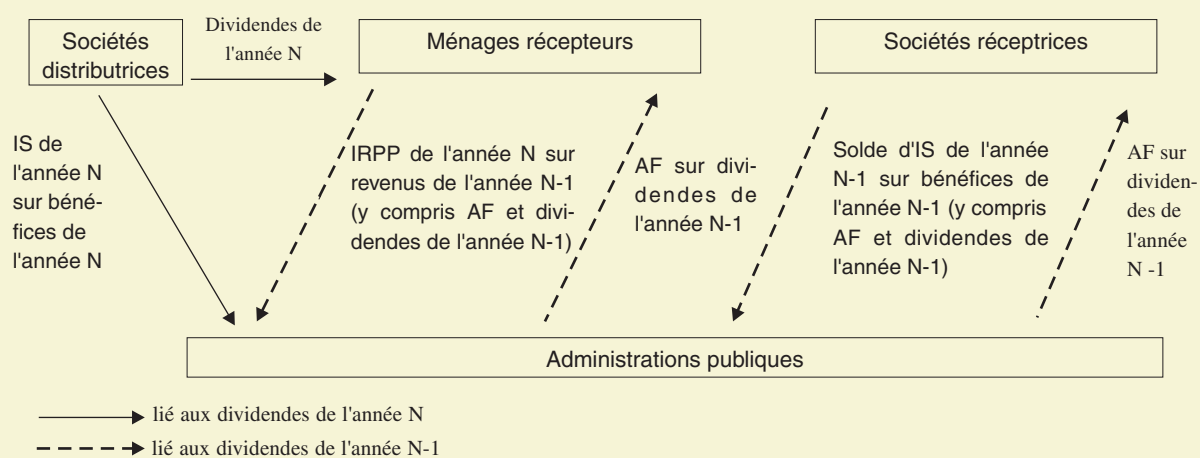 Sociétés
distributrices
Dividendes de
l'année N
Ménages récepteurs
Sociétés réceptrices
IS de
l'année N
sur béné-
fices de
l'année N
IRPP de l'année N sur
revenus de l'année N-1
(y compris AF et divi-
dendes de l'année N-1)
AF sur divi-
dendes de
l'année N-1
Solde d'IS de l'année
N-1 sur bénéfices de
l'année N-1 (y compris
AF et dividendes de
l'année N-1)
AF sur
dividen-
des de
l'année
N -1
Administrations publiques
lié aux dividendes de l'année N
lié aux dividendes de l'année N-1